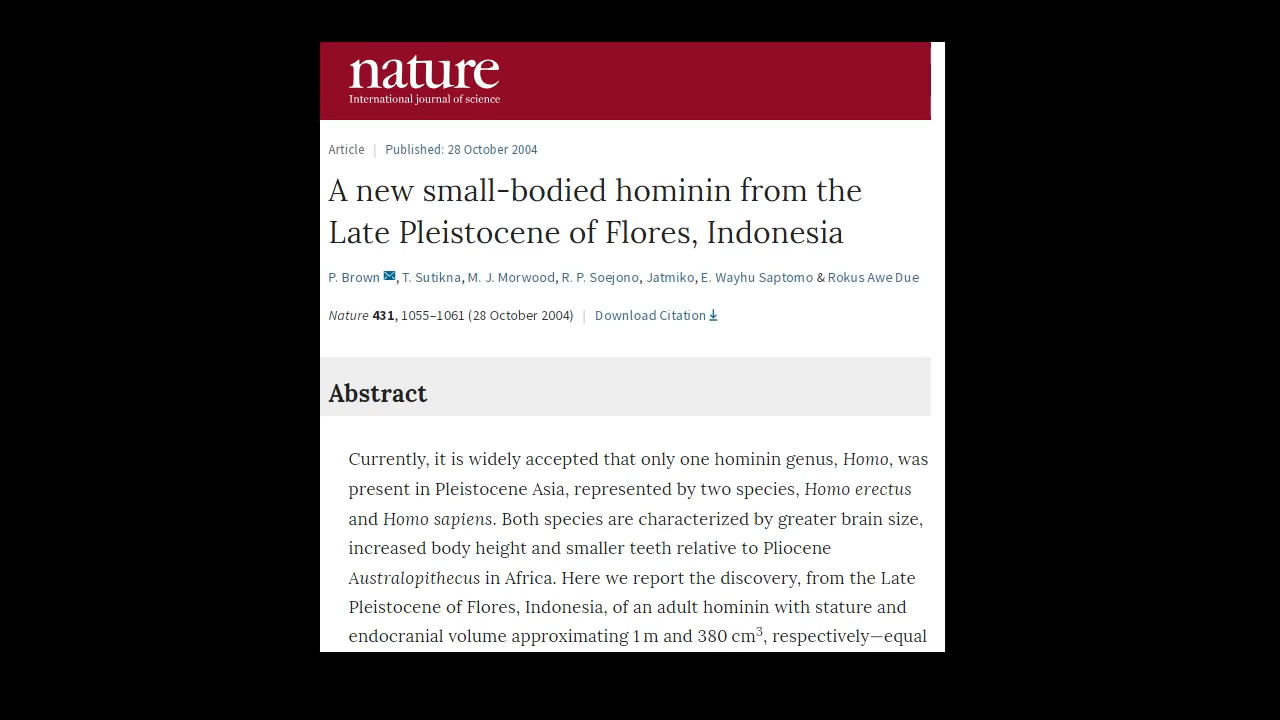 nature
International journal of science
Article | Published: 28 October 2004
A new small-bodied hominin from the
Late Pleistocene of Flores, Indonesia
P. Brown, T. Sutikna, M. J. Morwood, R. P. Soejono, Jatmiko, E. Wayhu Saptomo & Rokus Awe Due
Nature 431, 1055–1061 (28 October 2004) | Download Citation
Abstract
Currently, it is widely accepted that only one hominin genus, Homo, was
present in Pleistocene Asia, represented by two species, Homo erectus
and Homo sapiens. Both species are characterized by greater brain size,
increased body height and smaller teeth relative to Pliocene
Australopithecus in Africa. Here we report the discovery, from the Late
Pleistocene of Flores, Indonesia, of an adult hominin with stature and
endocranial volume approximating 1 m and 380 cm³, respectively—equal